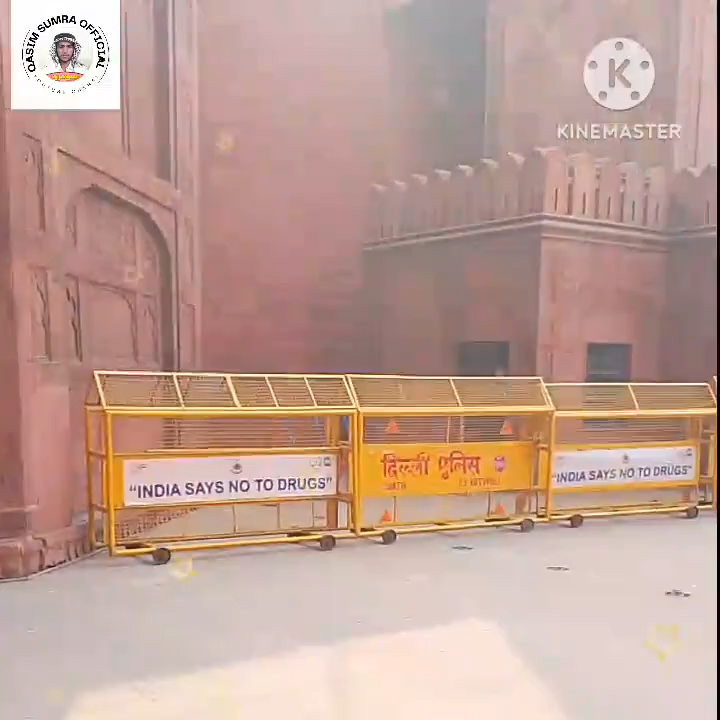 QASIM SUMRA OFFICIAL
KINEMASTER
"INDIA SAYS NO TO DRUGS"
दिल्ली पुलिस
"INDIA SAYS NO TO DRUGS"